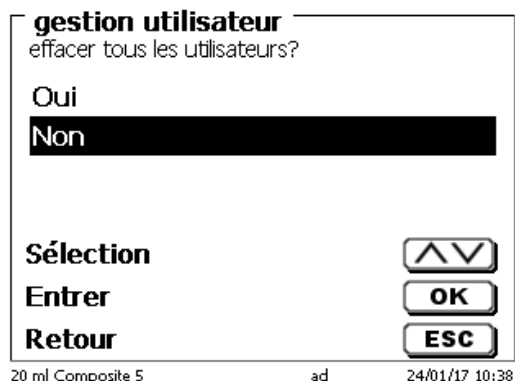 gestion utilisateur
effacer tous les utilisateurs?
Oui
Non
Sélection
Entrer OK
Retour ESC
20 ml Composite 5 ad 24/01/17 10:38